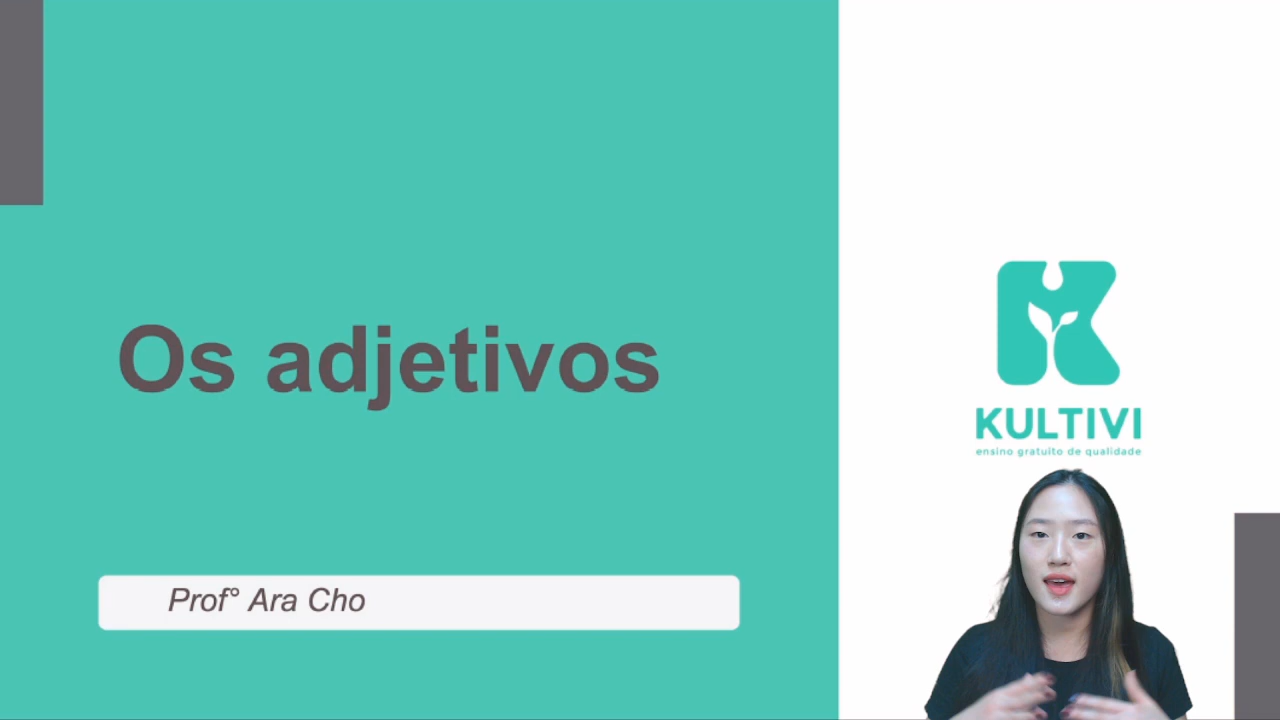 Os adjetivos
Prof° Ara Cho
KULTIVI
ensino gratuito de qualidade